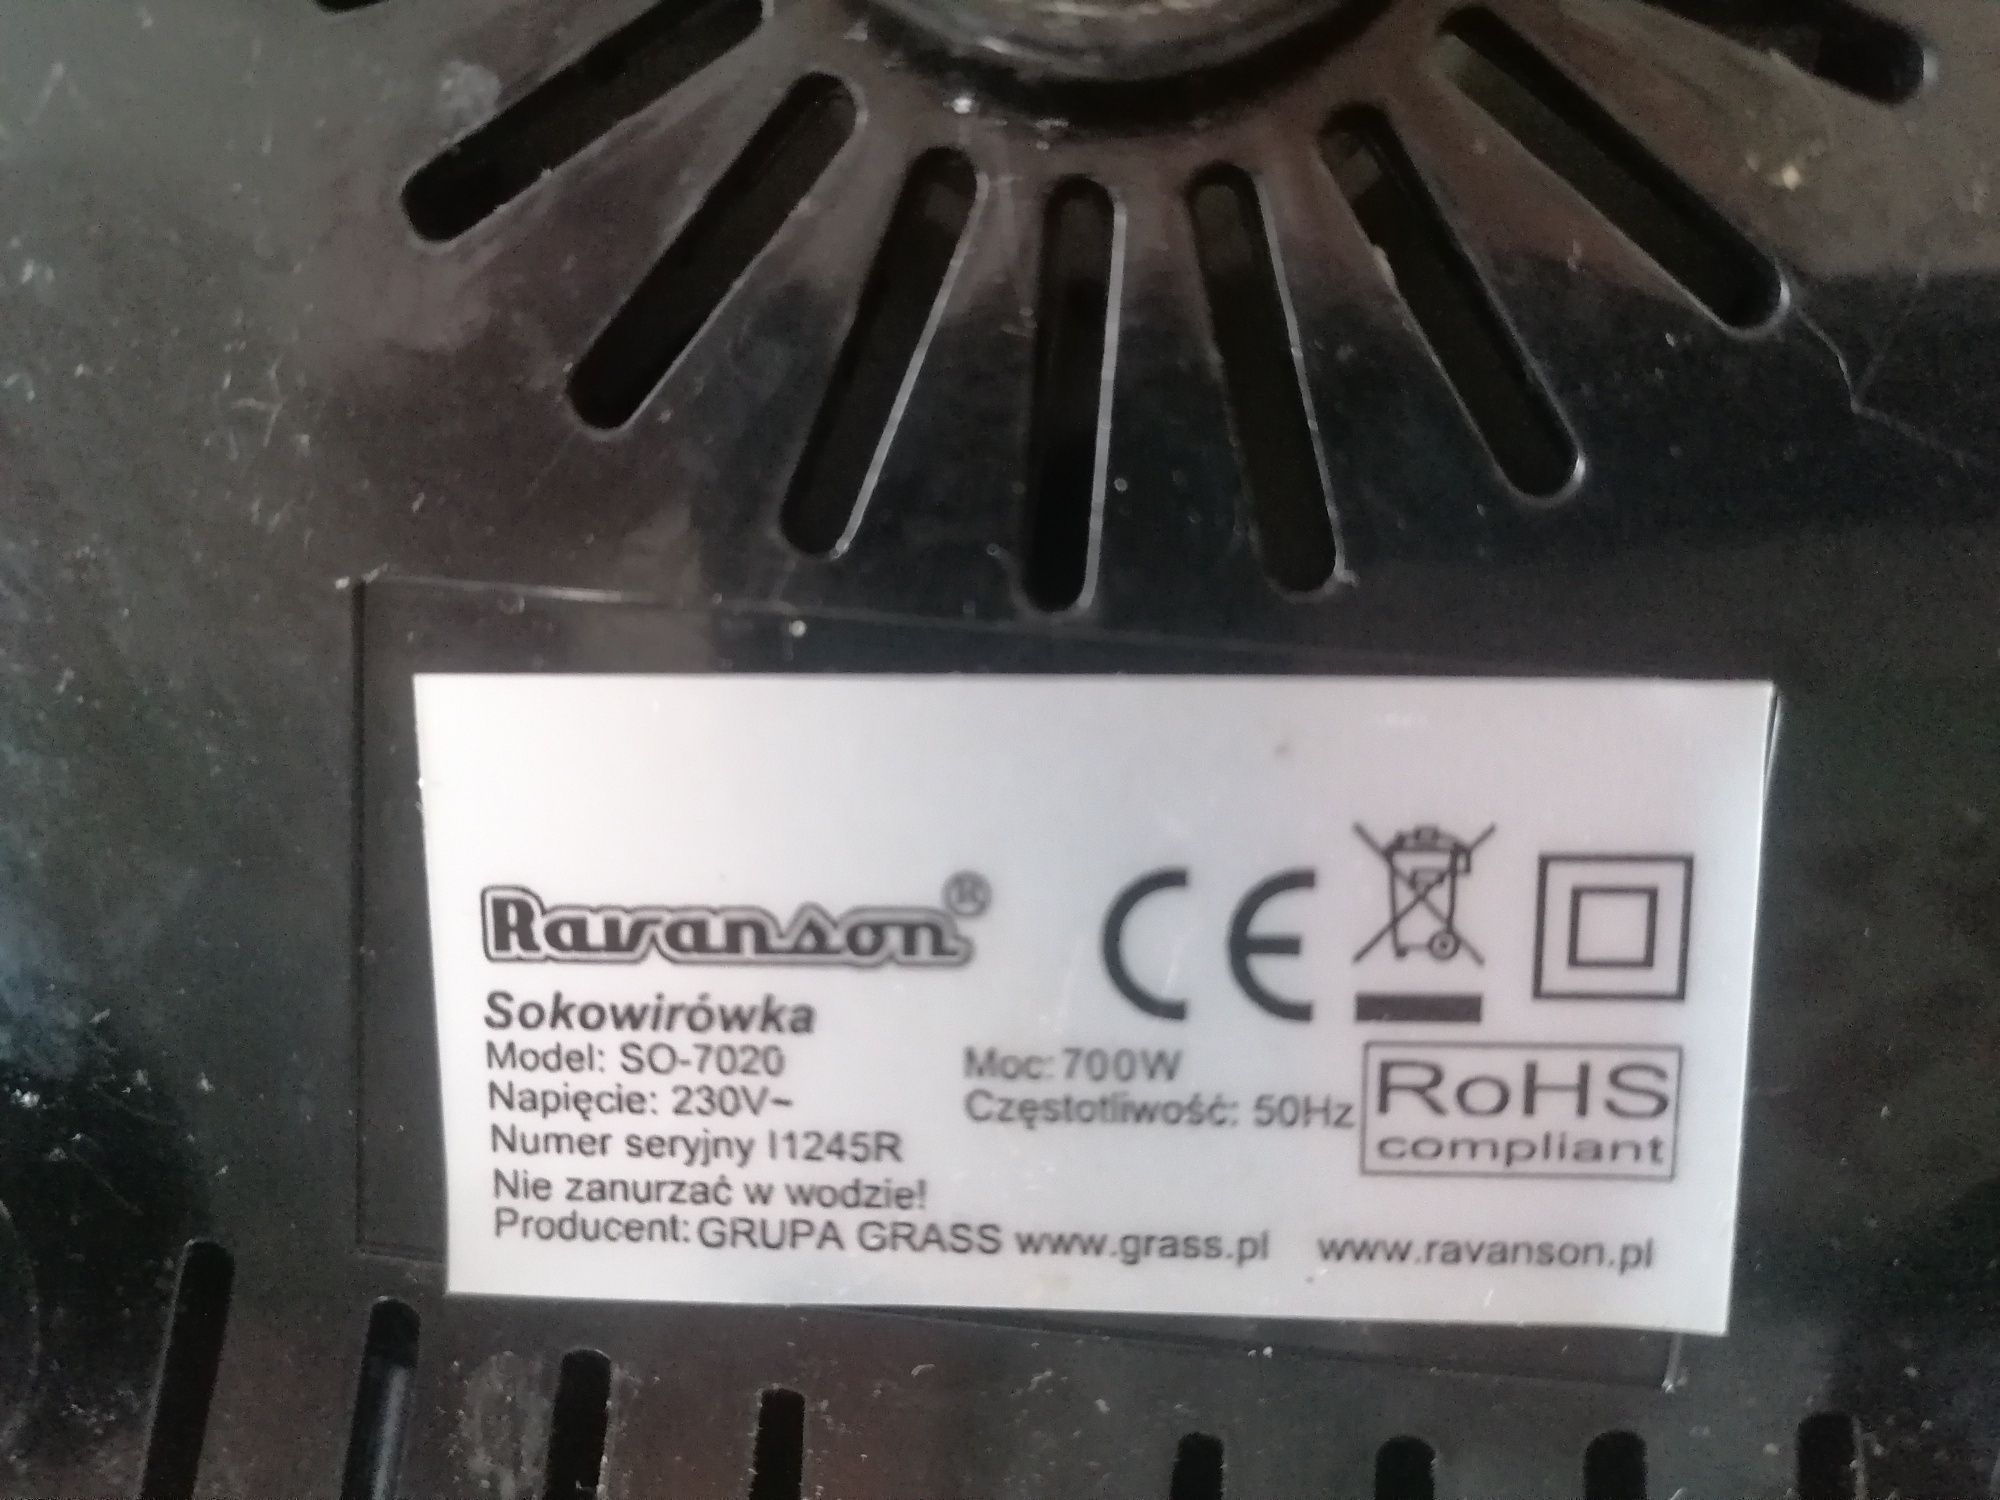 Ravanson®
CE
Sokowirówka
Model: SO-7020
Moc: 700W
Napięcie: 230V~
Częstotliwość: 50Hz
RoHS
compliant
Numer seryjny I1245R
Nie zanurzać w wodzie!
Producent: GRUPA GRASS www.grass.pl www.ravanson.pl